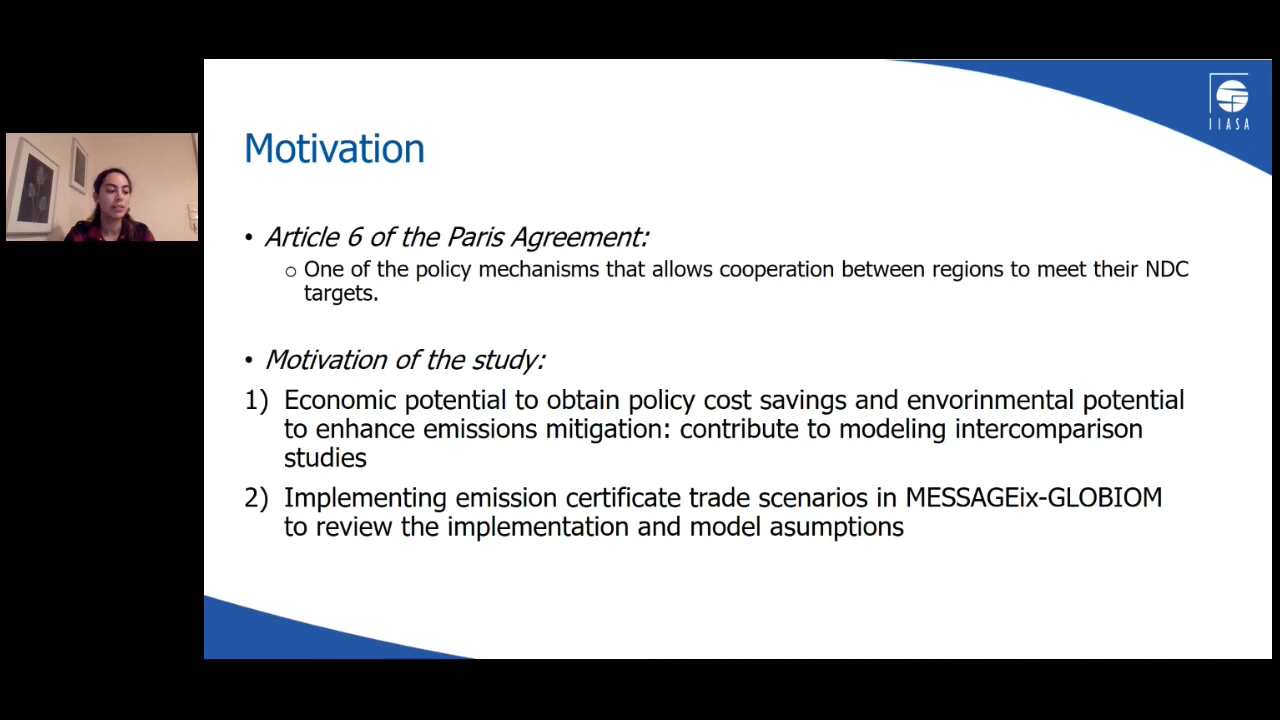 IIASA
Motivation
• Article 6 of the Paris Agreement:
o One of the policy mechanisms that allows cooperation between regions to meet their NDC
targets.
• Motivation of the study:
1) Economic potential to obtain policy cost savings and envorinmental potential
to enhance emissions mitigation: contribute to modeling intercomparison
studies
2) Implementing emission certificate trade scenarios in MESSAGEix-GLOBIOM
to review the implementation and model asumptions